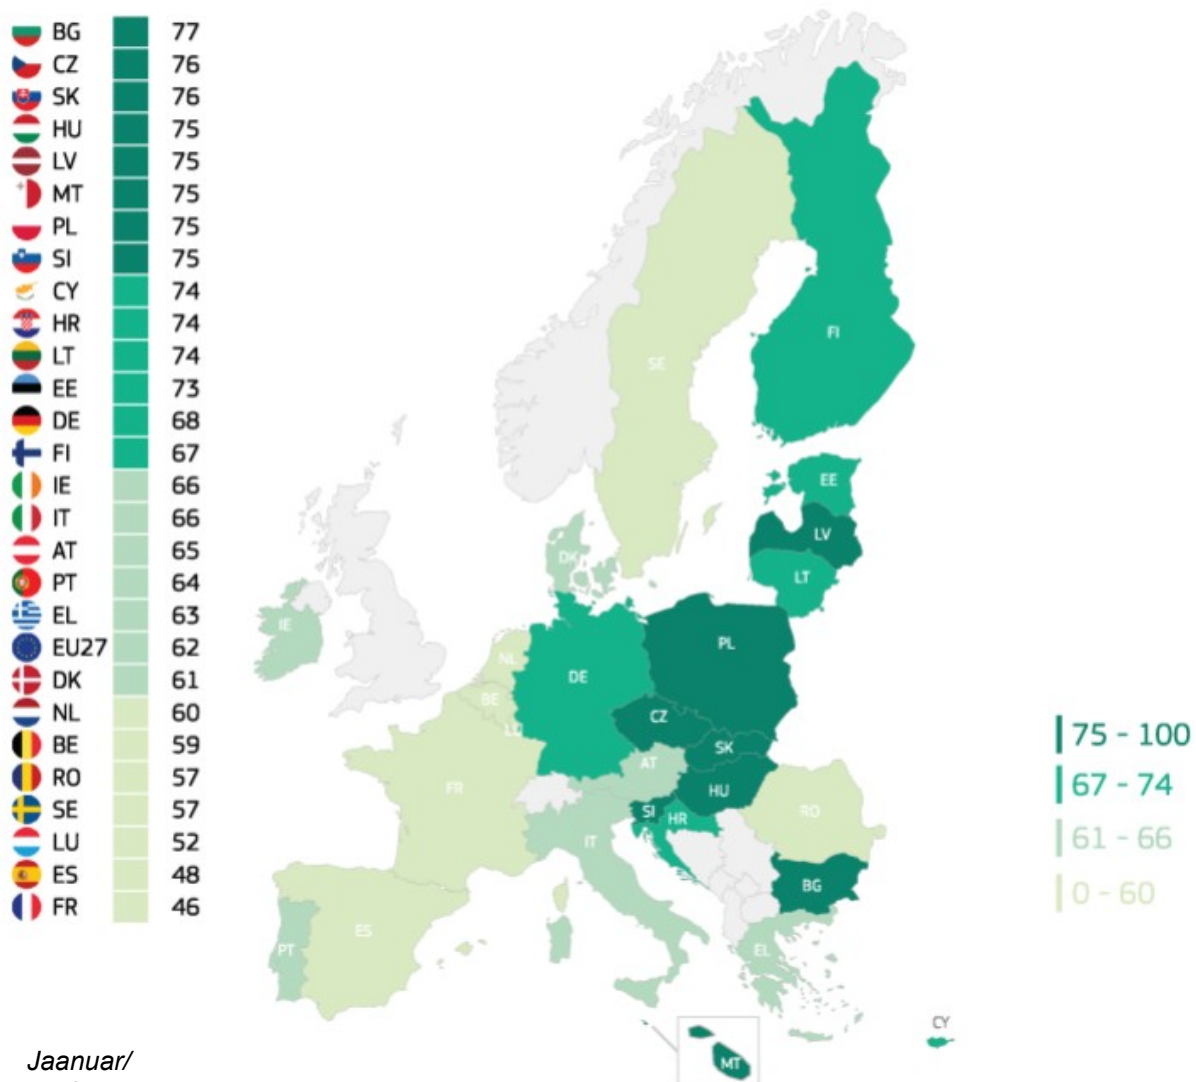 BG 77
CZ 76
SK 76
HU 75
LV 75
MT 75
PL 75
SI 75
CY 74
HR 74
LT 74
EE 73
DE 68
FI 67
IE 66
IT 66
AT 65
PT 64
EL 63
EU27 62
DK 61
NL 60
BE 59
RO 57
SE 57
LU 52
ES 48
FR 46
FI
SE
EE
LV
LT
DK
IE
PL
NL
DE
BE
LU
CZ
SK
AT
FR
HU
SI
HR
RO
IT
BG
ES
PT
EL
CY
MT
75 - 100
67 - 74
61 - 66
0 - 60
Jaanuar/